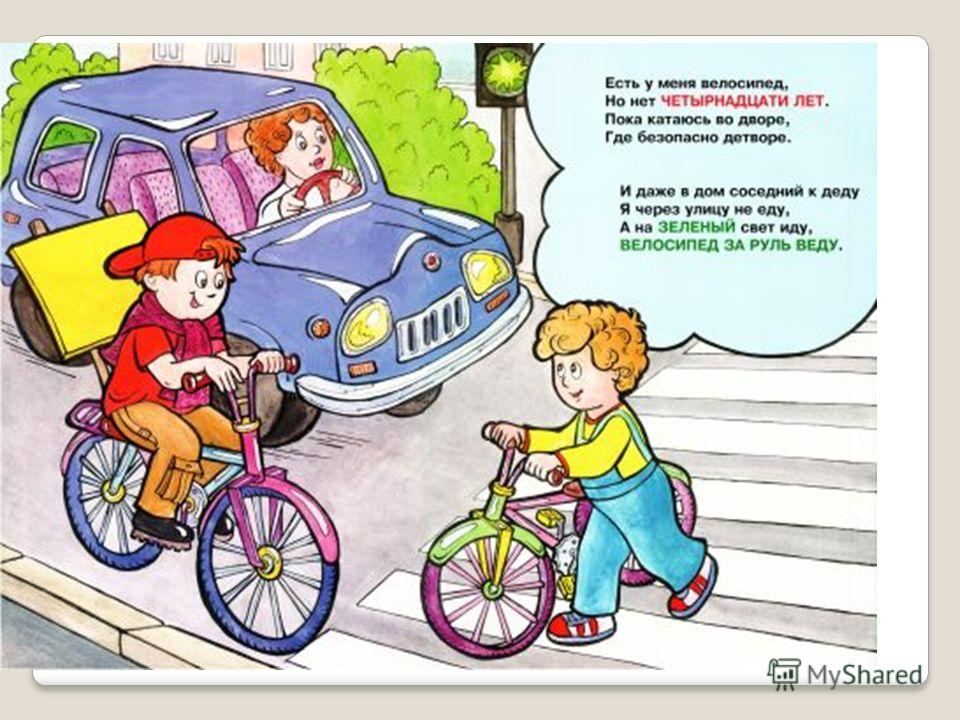 Есть у меня велосипед,
Но нет ЧЕТЫРНАДЦАТИ ЛЕТ.
Пока катаюсь во дворе,
Где безопасно детворе.
И даже в дом соседний к деду
Я через улицу не еду,
А на ЗЕЛЕНЫЙ свет иду,
ВЕЛОСИПЕД ЗА РУЛЬ ВЕДУ.
MyShared